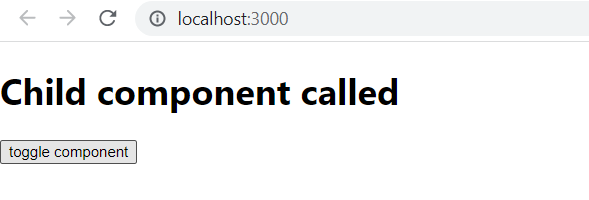 localhost:3000
Child component called
toggle component